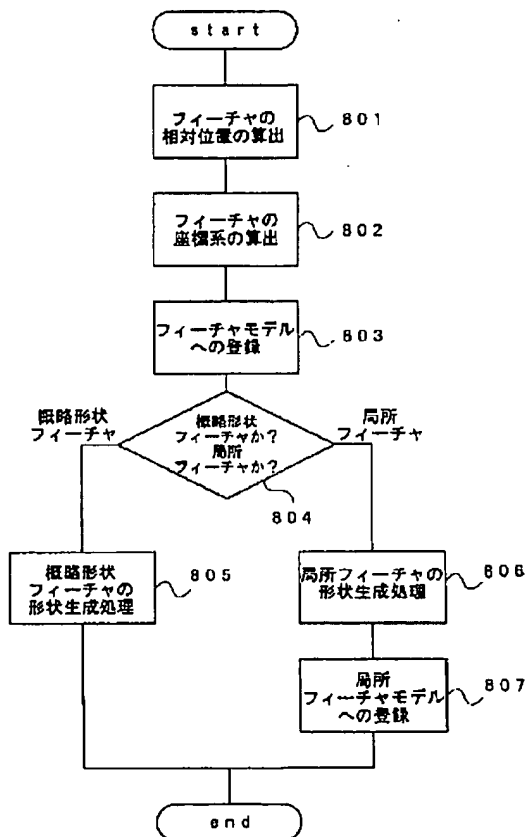 start
フィーチャの
相対位置の算出
801
フィーチャの
座標系の算出
802
フィーチャモデル
への登録
803
概略形状
フィーチャ
概略形状
フィーチャか?
局所
フィーチャか?
局所
フィーチャ
804
概略形状
フィーチャの
形状生成処理
805
局所フィーチャの
形状生成処理
806
局所
フィーチャモデル
への登録
807
end